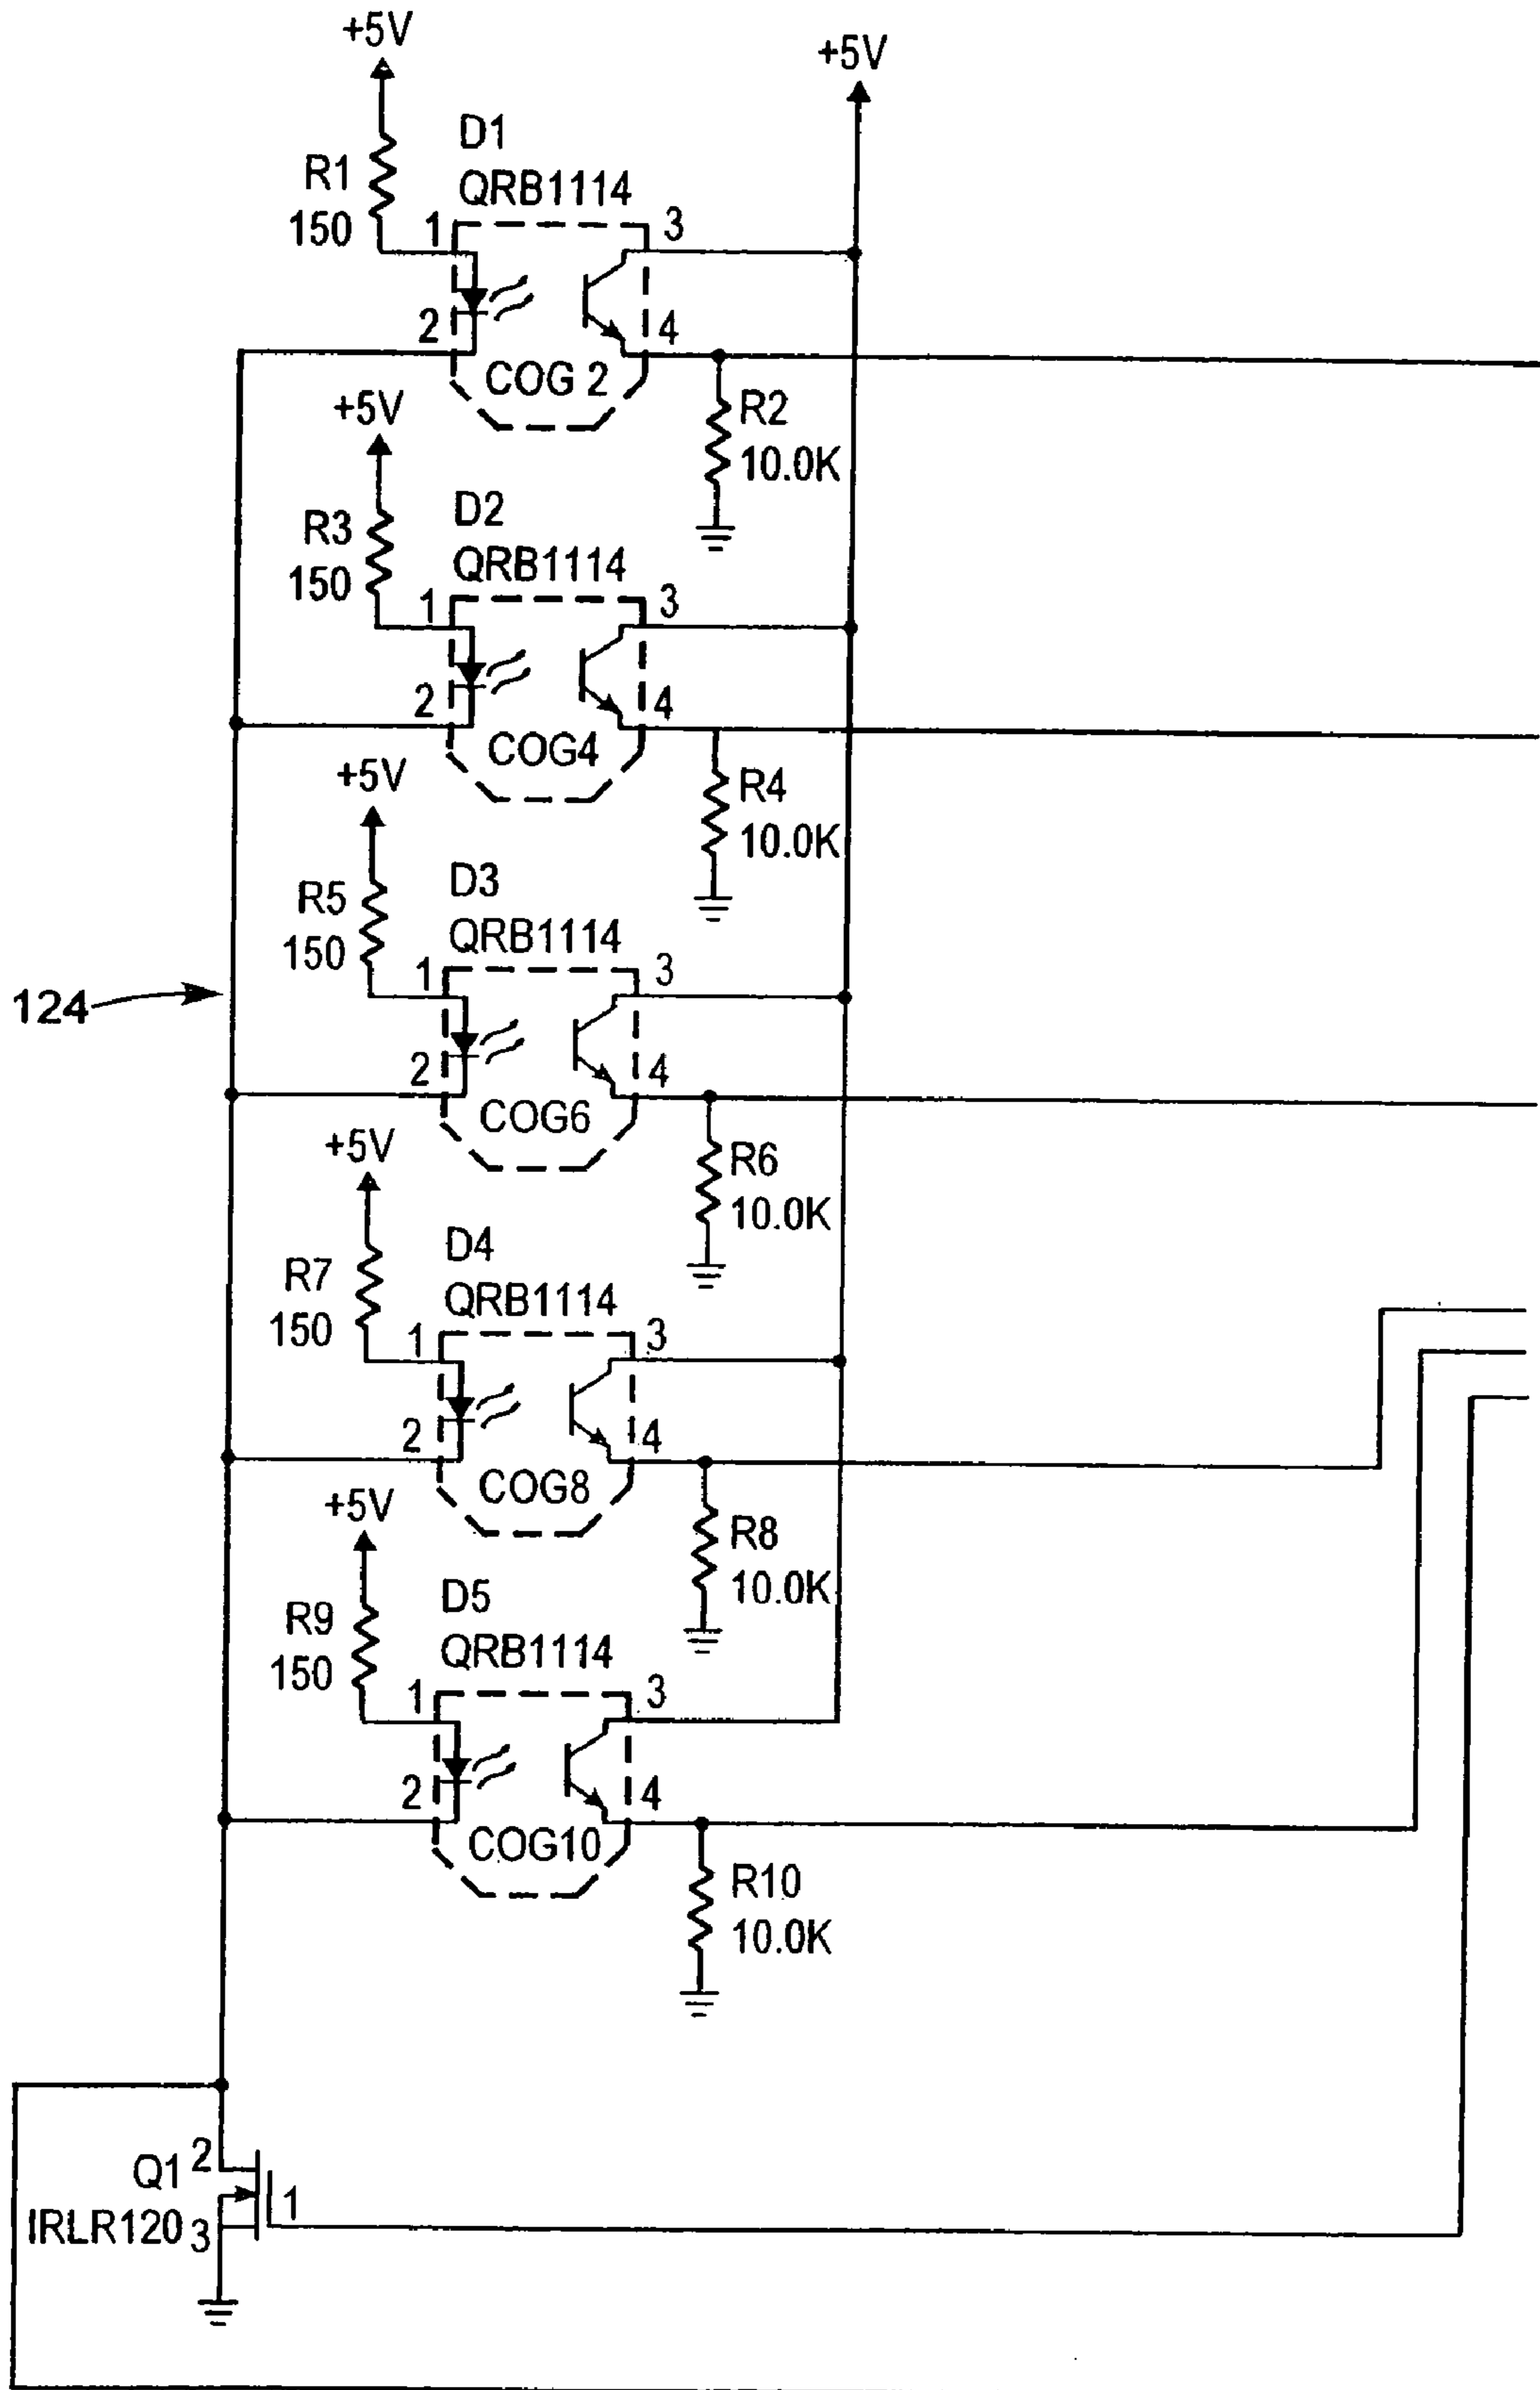 +5V
+5V
D1
R1
QRB1114
150
1
3
2
4
COG 2
+5V
R2
10.0K
D2
R3
QRB1114
150
1
3
2
4
COG4
+5V
R4
10.0K
D3
R5
QRB1114
150
1
3
124
2
4
COG6
+5V
R6
10.0K
D4
R7
QRB1114
150
1
3
2
4
COG8
+5V
R8
10.0K
D5
R9
QRB1114
150
1
3
2
4
COG10
R10
10.0K
Q1
2
1
IRLR120
3